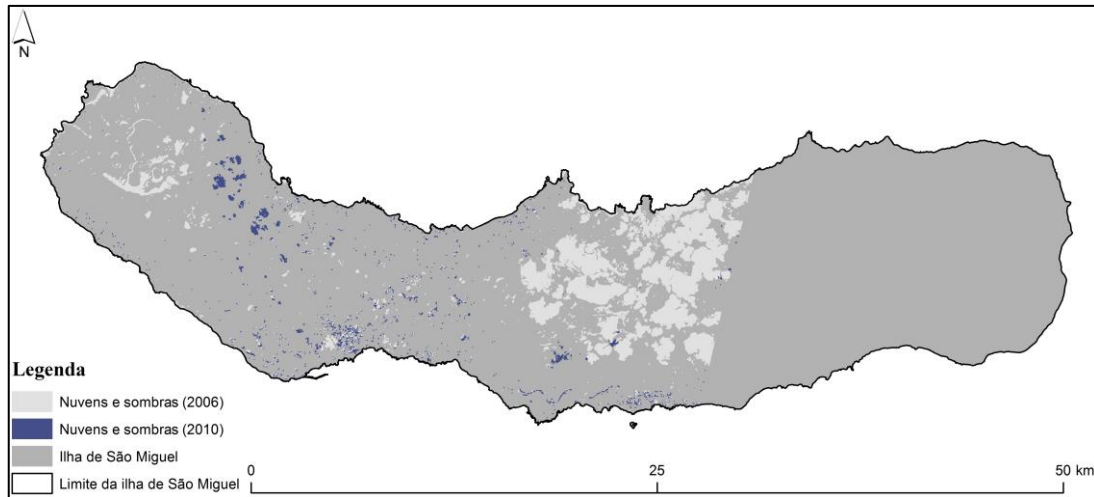 N
Legenda
Nuvens e sombras (2006)
Nuvens e sombras (2010)
Ilha de São Miguel
Limite da ilha de São Miguel
0 25 50 km